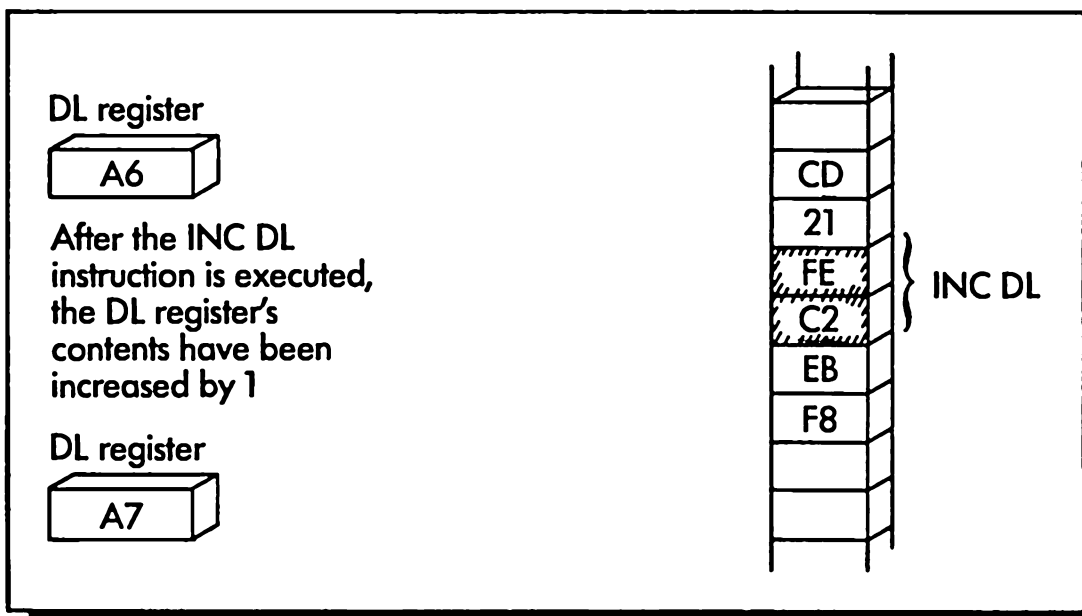 DL register
A6
After the INC DL
instruction is executed,
the DL register's
contents have been
increased by 1
DL register
A7
CD
21
FE
C2
EB
F8
INC DL